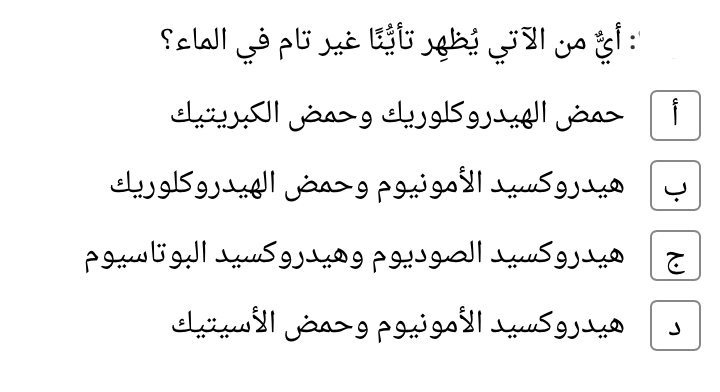 : أيٌّ من الآتي يُظهِر تأيُّنًا غير تام في الماء؟
أ حمض الهيدروكلوريك وحمض الكبريتيك
ب هيدروكسيد الأمونيوم وحمض الهيدروكلوريك
ج هيدروكسيد الصوديوم وهيدروكسيد البوتاسيوم
د هيدروكسيد الأمونيوم وحمض الأسيتيك